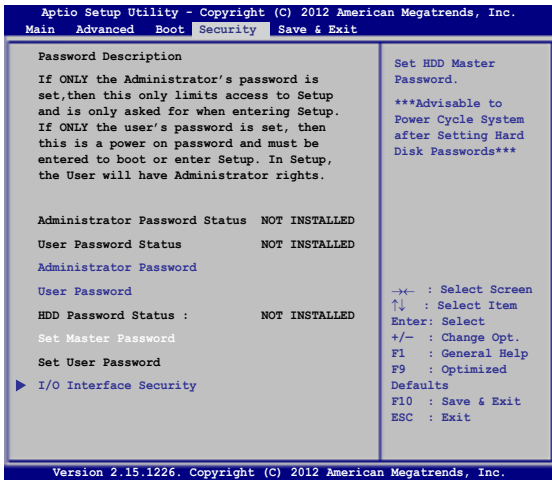 Aptio Setup Utility - Copyright (C) 2012 American Megatrends, Inc.
Main Advanced Boot Security Save & Exit
Password Description
If ONLY the Administrator's password is
set,then this only limits access to Setup
and is only asked for when entering Setup.
If ONLY the user's password is set, then
this is a power on password and must be
entered to boot or enter Setup. In Setup,
the User will have Administrator rights.
Administrator Password Status NOT INSTALLED
User Password Status NOT INSTALLED
Administrator Password
User Password
HDD Password Status : NOT INSTALLED
Set Master Password
Set User Password
I/O Interface Security
Set HDD Master
Password.
***Advisable to
Power Cycle System
after Setting Hard
Disk Passwords***
→← : Select Screen
↑↓ : Select Item
Enter: Select
+/— : Change Opt.
F1 : General Help
F9 : Optimized
Defaults
F10 : Save & Exit
ESC : Exit
Version 2.15.1226. Copyright (C) 2012 American Megatrends, Inc.